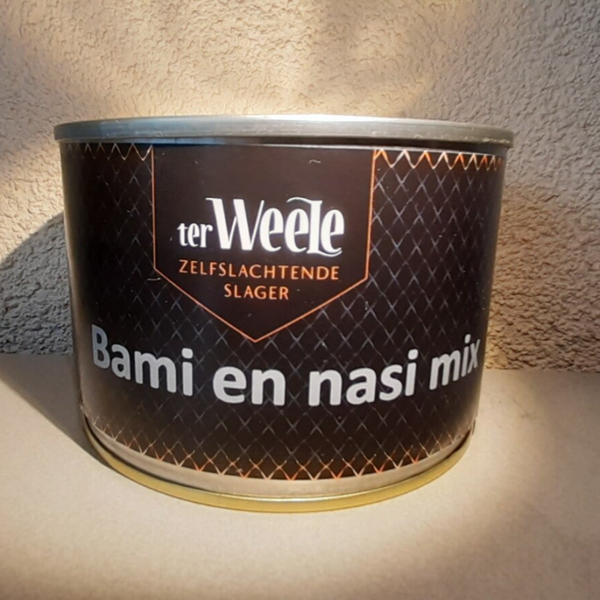 ter Weele
ZELFSLACHTENDE
SLAGER
Bami en nasi mix